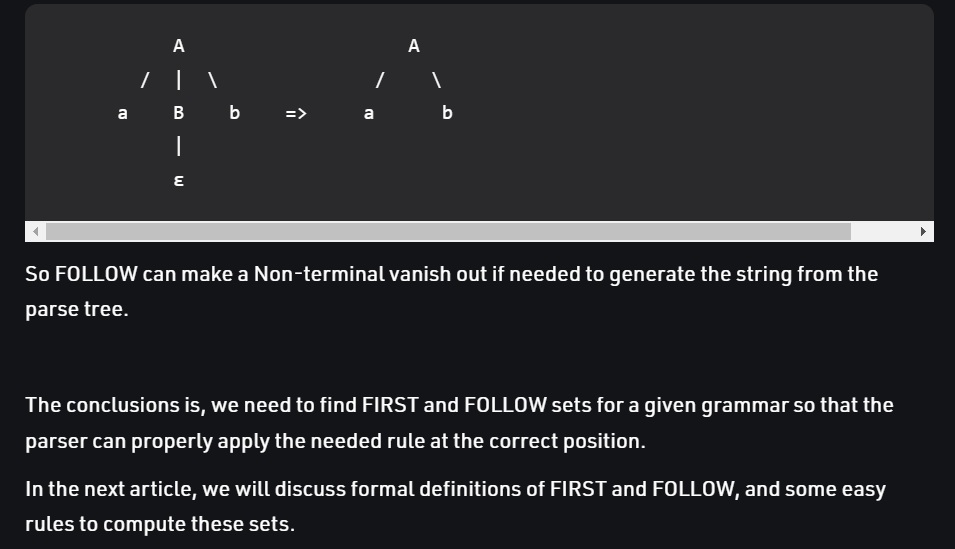 A A
/ | \ / \
a B b => a b
|
ε
So FOLLOW can make a Non-terminal vanish out if needed to generate the string from the
parse tree.
The conclusions is, we need to find FIRST and FOLLOW sets for a given grammar so that the
parser can properly apply the needed rule at the correct position.
In the next article, we will discuss formal definitions of FIRST and FOLLOW, and some easy
rules to compute these sets.